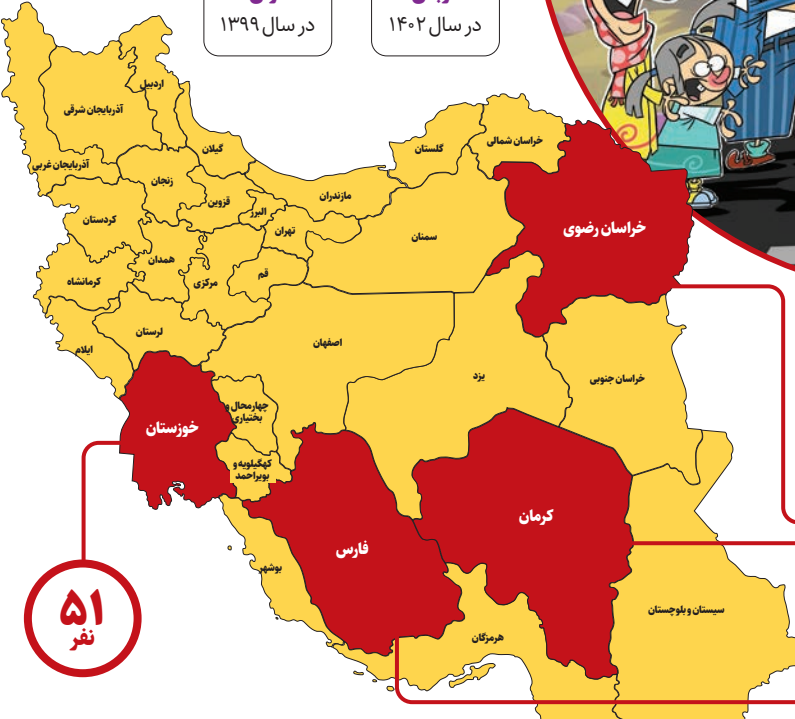 در سال ۱۴۰۲
در سال ۱۳۹۹
اردبیل
آذربایجان شرقی
گیلان
گلستان
خراسان شمالی
آذربایجان غربی
زنجان
قزوین
البرز
مازندران
تهران
سمنان
خراسان رضوی
کردستان
همدان
قم
مرکزی
کرمانشاه
لرستان
ایلام
اصفهان
یزد
خراسان جنوبی
چهارمحال و
بختیاری
خوزستان
کهگیلویه و
بویراحمد
کرمان
فارس
بوشهر
سیستان و بلوچستان
هرمزگان
۵۱
نفر